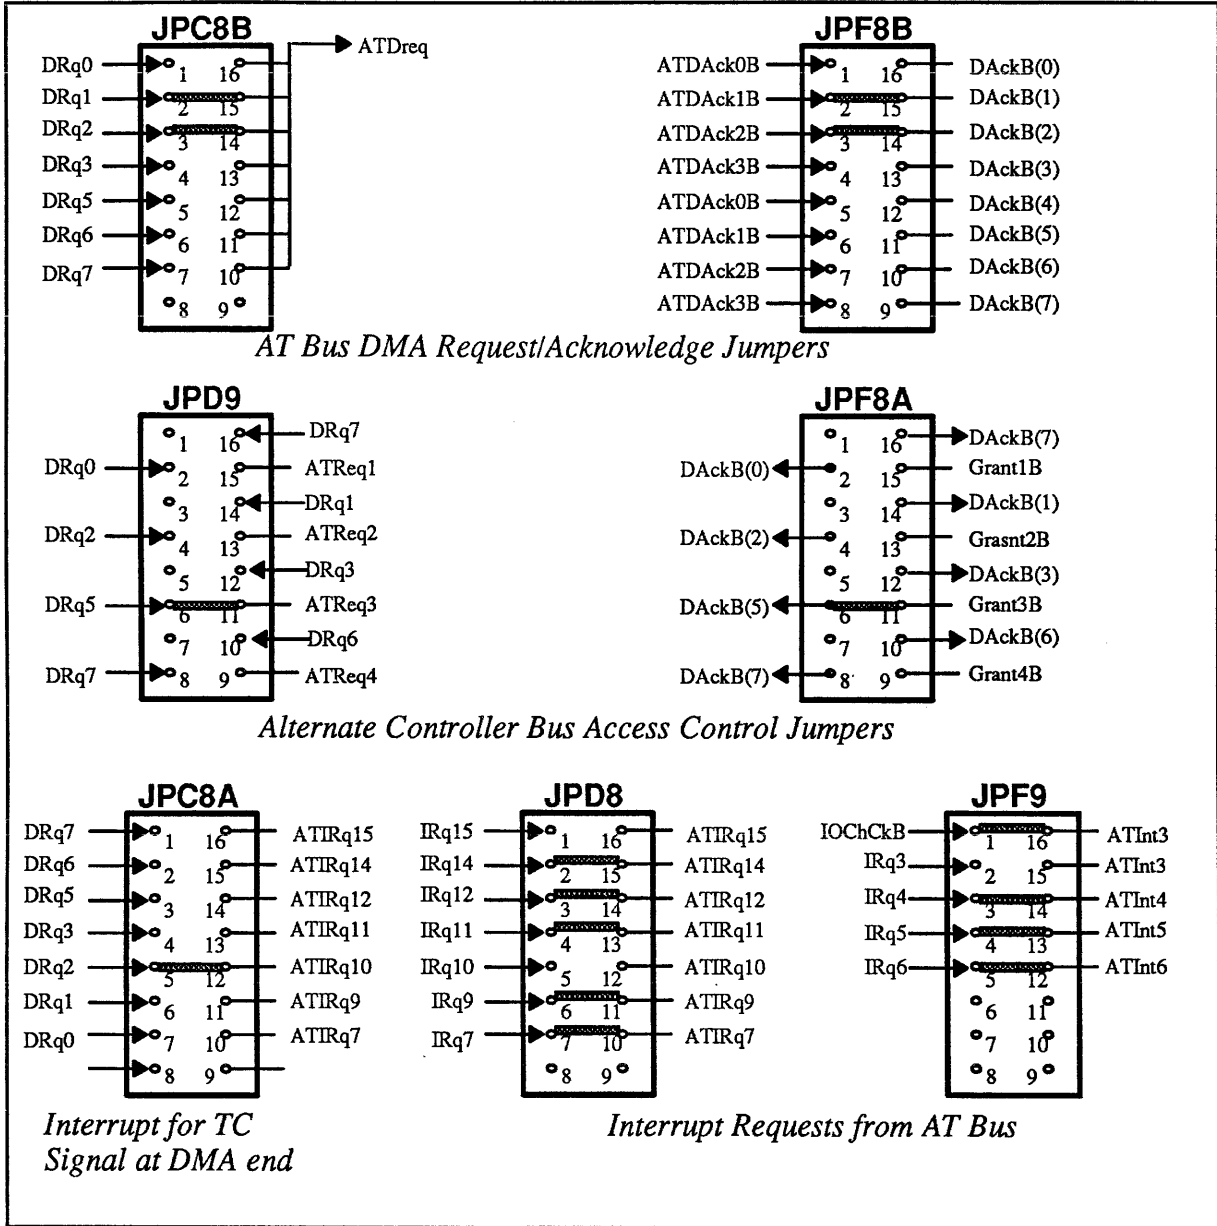 JPC8B JPF8B
ATDreq
DRq0 1 16 ATDAck0B 1 16 DAckB(0)
DRq1 2 15 ATDAck1B 2 15 DAckB(1)
DRq2 3 14 ATDAck2B 3 14 DAckB(2)
DRq3 4 13 ATDAck3B 4 13 DAckB(3)
DRq5 5 12 ATDAck0B 5 12 DAckB(4)
DRq6 6 11 ATDAck1B 6 11 DAckB(5)
DRq7 7 10 ATDAck2B 7 10 DAckB(6)
8 9 ATDAck3B 8 9 DAckB(7)
AT Bus DMA Request/Acknowledge Jumpers
JPD9 JPF8A
1 16 DRq7 1 16 DAckB(7)
DRq0 2 15 ATReq1 DAckB(0) 2 15 Grant1B
3 14 DRq1 3 14 DAckB(1)
DRq2 4 13 ATReq2 DAckB(2) 4 13 Grasnt2B
5 12 DRq3 5 12 DAckB(3)
DRq5 6 11 ATReq3 DAckB(5) 6 11 Grant3B
7 10 DRq6 7 10 DAckB(6)
DRq7 8 9 ATReq4 DAckB(7) 8 9 Grant4B
Alternate Controller Bus Access Control Jumpers
JPC8A JPD8 JPF9
DRq7 1 16 ATIRq15 IRq15 1 16 ATIRq15 IOChCkB 1 16 ATInt3
DRq6 2 15 ATIRq14 IRq14 2 15 ATIRq14 IRq3 2 15 ATInt3
DRq5 3 14 ATIRq12 IRq12 3 14 ATIRq12 IRq4 3 14 ATInt4
DRq3 4 13 ATIRq11 IRq11 4 13 ATIRq11 IRq5 4 13 ATInt5
DRq2 5 12 ATIRq10 IRq10 5 12 ATIRq10 IRq6 5 12 ATInt6
DRq1 6 11 ATIRq9 IRq9 6 11 ATIRq9 6 11
DRq0 7 10 ATIRq7 IRq7 7 10 ATIRq7 7 10
8 9 8 9 8 9
Interrupt for TC Interrupt Requests from AT Bus
Signal at DMA end